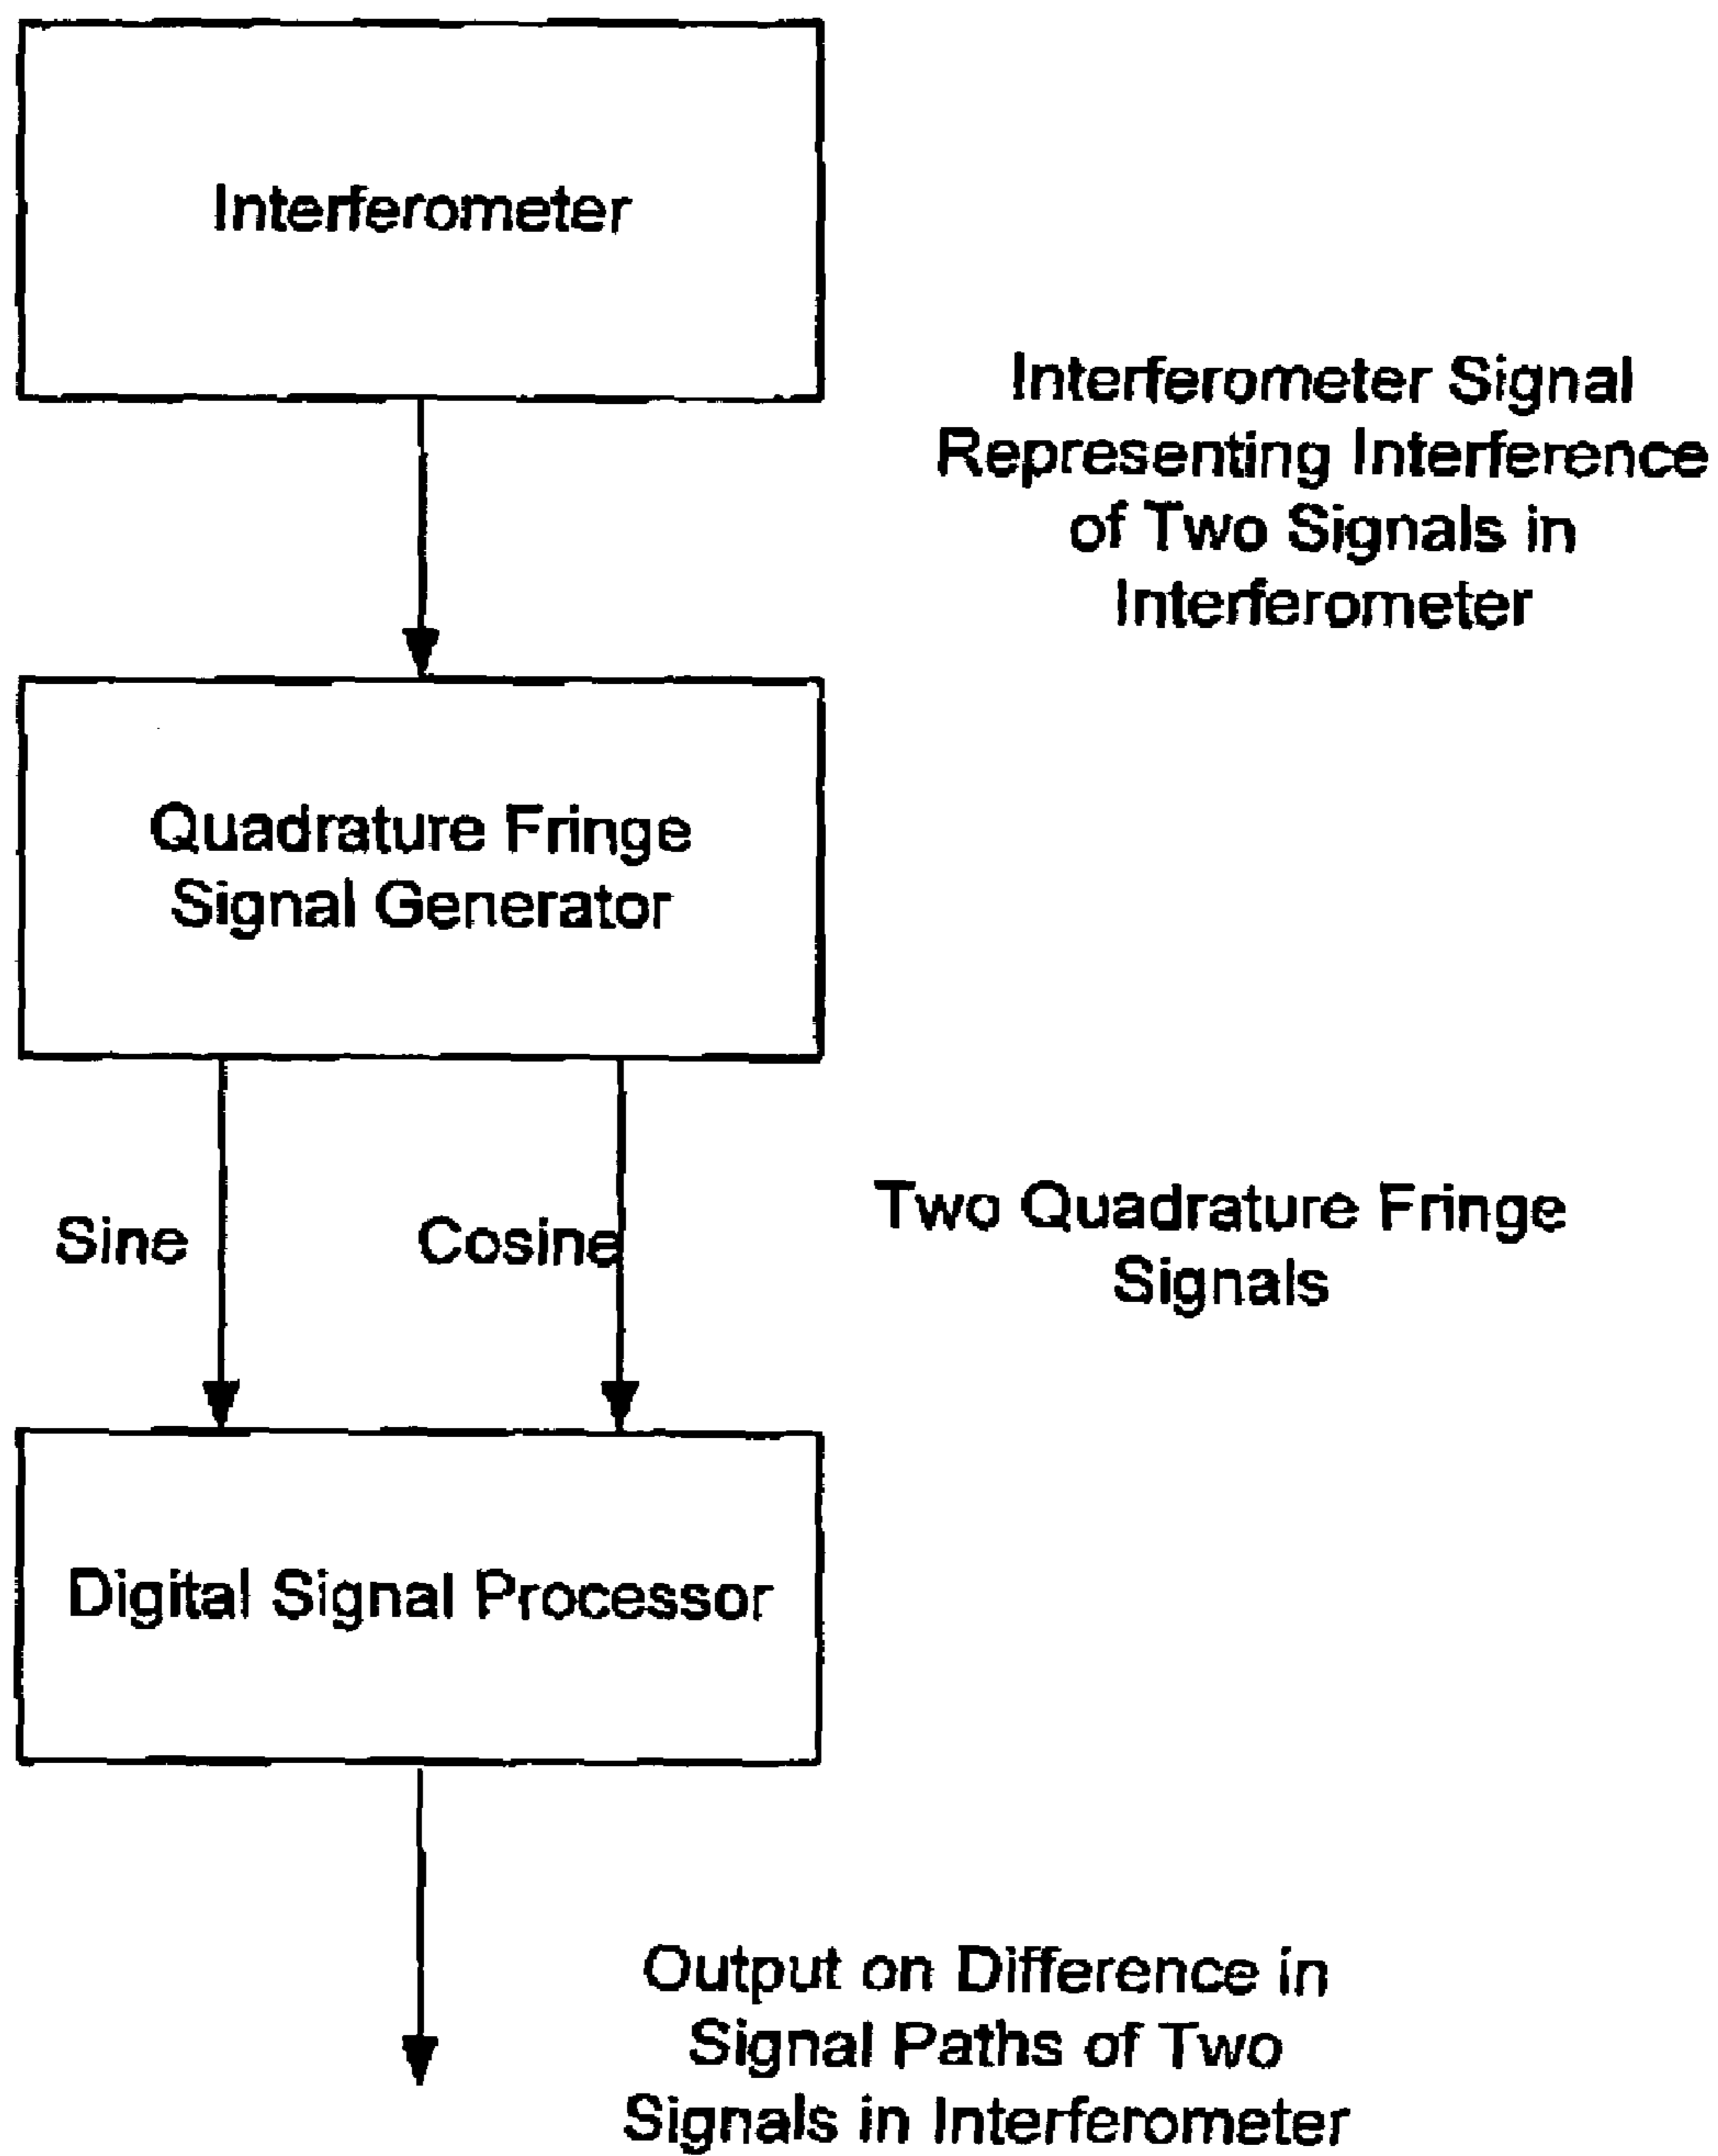 Interferometer
Interferometer Signal
Representing Interference
of Two Signals in
Interferometer
Quadrature Fringe
Signal Generator
Sine
Cosine
Two Quadrature Fringe
Signals
Digital Signal Processor
Output on Difference in
Signal Paths of Two
Signals in Interferometer